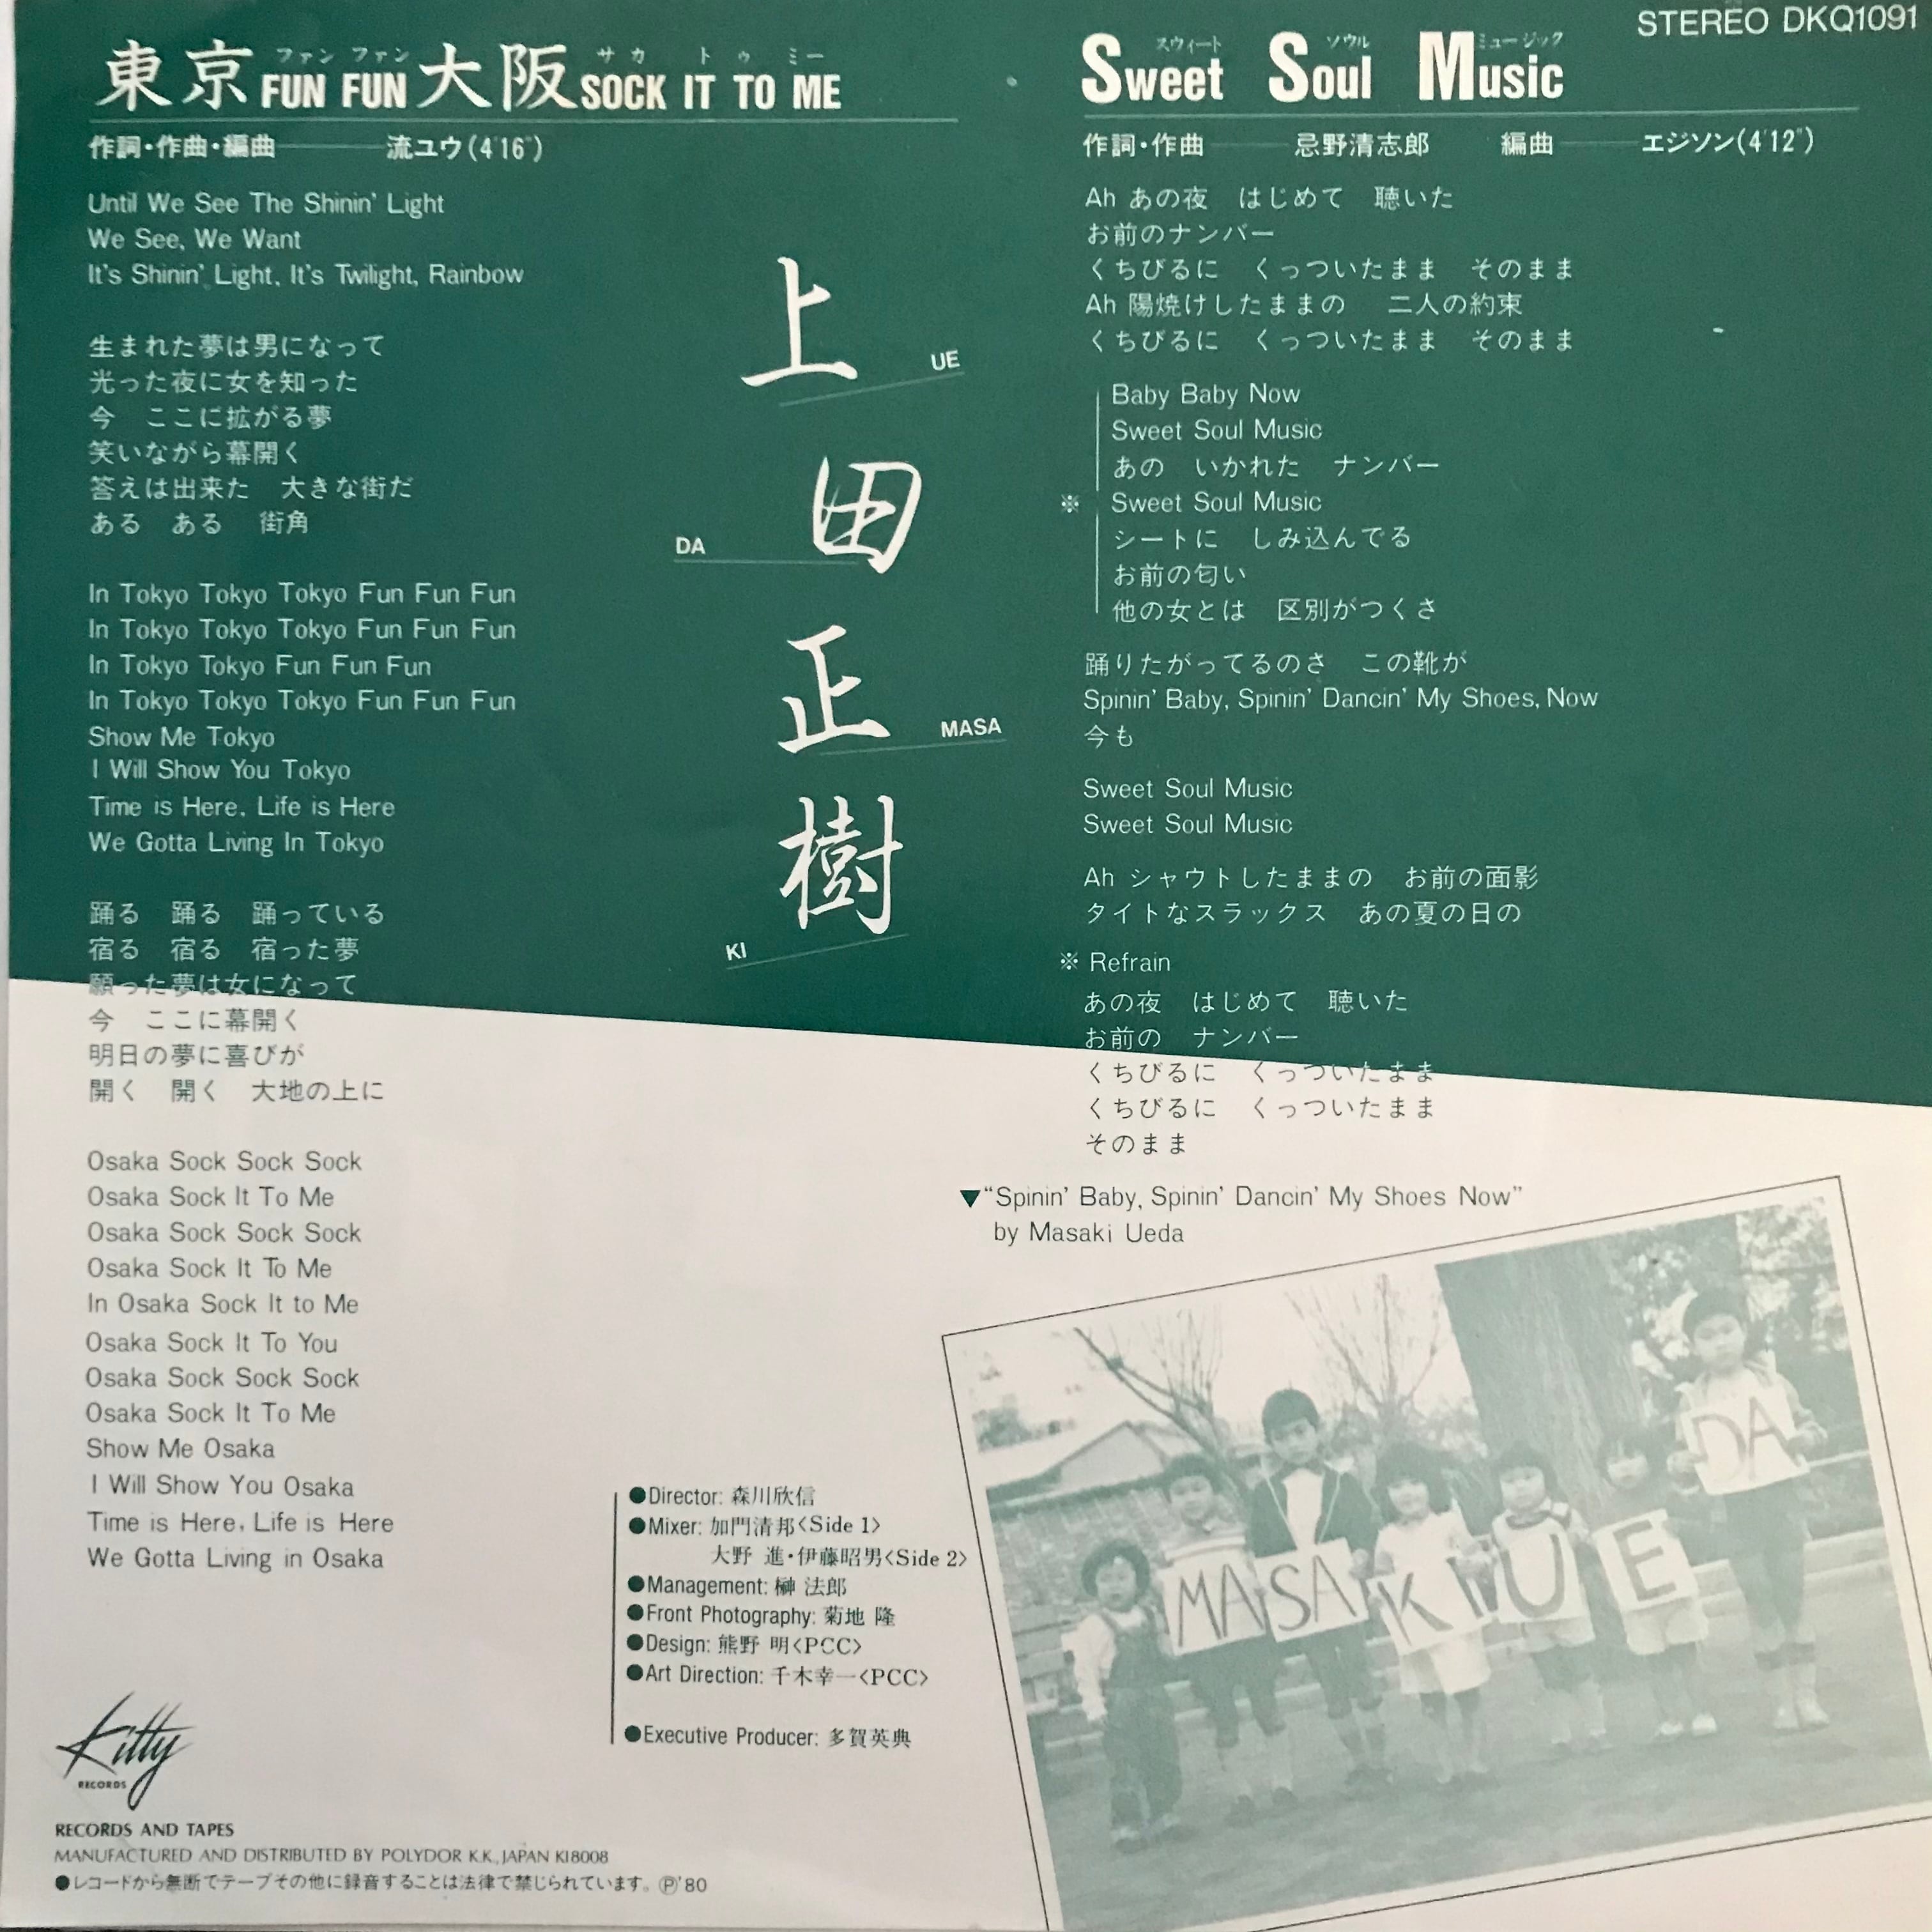 STEREO DKQ1091
ファン ファン サカ トゥ ミー
東京FUN FUN大阪SOCK IT TO ME
作詞・作曲・編曲———流ユウ(4'16")
Until We See The Shinin' Light
We See, We Want
It's Shinin' Light, It's Twilight, Rainbow
生まれた夢は男になって
光った夜に女を知った
今 ここに拡がる夢
笑いながら幕開く
答えは出来た 大きな街だ
ある ある 街角
In Tokyo Tokyo Tokyo Fun Fun Fun
In Tokyo Tokyo Tokyo Fun Fun Fun
In Tokyo Tokyo Fun Fun Fun
In Tokyo Tokyo Tokyo Fun Fun Fun
Show Me Tokyo
I Will Show You Tokyo
Time is Here, Life is Here
We Gotta Living In Tokyo
踊る 踊る 踊っている
宿る 宿る 宿った夢
願った夢は女になって
今 ここに幕開く
明日の夢に喜びが
開く 開く 大地の上に
Osaka Sock Sock Sock
Osaka Sock It To Me
Osaka Sock Sock Sock
Osaka Sock It To Me
In Osaka Sock It to Me
Osaka Sock It To You
Osaka Sock Sock Sock
Osaka Sock It To Me
Show Me Osaka
I Will Show You Osaka
Time is Here, Life is Here
We Gotta Living in Osaka
上 UE
田 DA
正 MASA
樹 KI
スウィート ソウル ミュージック
Sweet Soul Music
作詞・作曲———忌野清志郎 編曲———エジソン(4'12")
Ah あの夜 はじめて 聴いた
お前のナンバー
くちびるに くっついたまま そのまま
Ah 陽焼けしたままの 二人の約束
くちびるに くっついたまま そのまま
Baby Baby Now
Sweet Soul Music
あの いかれた ナンバー
※ Sweet Soul Music
シートに しみ込んでる
お前の匂い
他の女とは 区別がつくさ
踊りたがってるのさ この靴が
Spinin' Baby, Spinin' Dancin' My Shoes, Now
今も
Sweet Soul Music
Sweet Soul Music
Ah シャウトしたままの お前の面影
タイトなスラックス あの夏の日の
※ Refrain
あの夜 はじめて 聴いた
お前の ナンバー
くちびるに くっついたまま
くちびるに くっついたまま
そのまま
▼“Spinin' Baby, Spinin' Dancin' My Shoes Now”
by Masaki Ueda
MA SA KI U E DA
●Director: 森川欣信
●Mixer: 加門清邦〈Side 1〉
大野 進・伊藤昭男〈Side 2〉
●Management: 榊 法郎
●Front Photography: 菊地 隆
●Design: 熊野 明〈PCC〉
●Art Direction: 千木幸一〈PCC〉
●Executive Producer: 多賀英典
Kitty
RECORDS
RECORDS AND TAPES
MANUFACTURED AND DISTRIBUTED BY POLYDOR K.K., JAPAN KI8008
●レコードから無断でテープその他に録音することは法律で禁じられています。Ⓟ'80